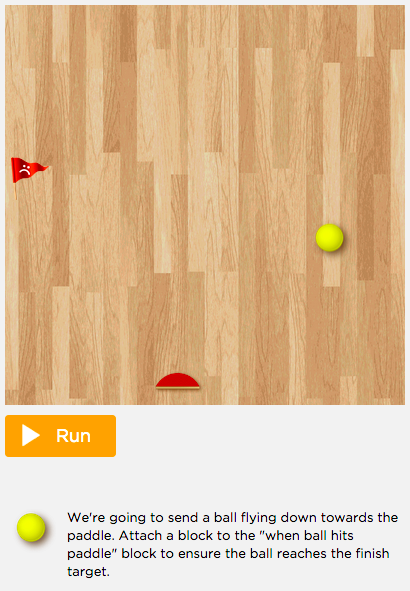 Run
We're going to send a ball flying down towards the
paddle. Attach a block to the "when ball hits
paddle" block to ensure the ball reaches the finish
target.